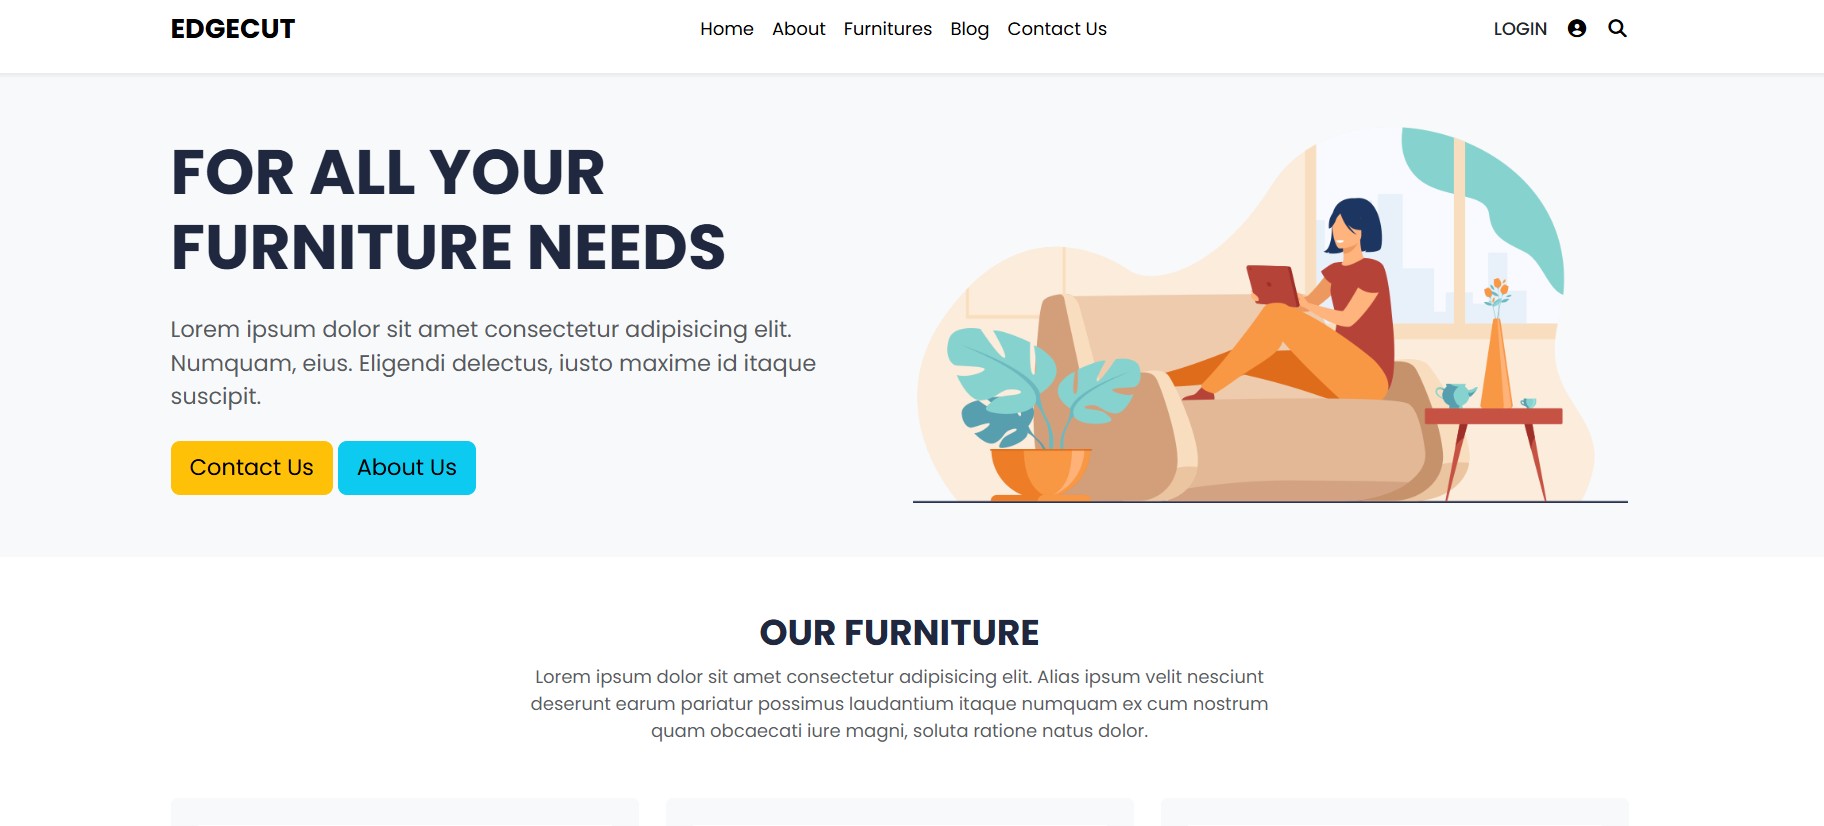 EDGECUT
Home About Furnitures Blog Contact Us
LOGIN
FOR ALL YOUR
FURNITURE NEEDS
Lorem ipsum dolor sit amet consectetur adipisicing elit.
Numquam, eius. Eligendi delectus, iusto maxime id itaque
suscipit.
Contact Us About Us
OUR FURNITURE
Lorem ipsum dolor sit amet consectetur adipisicing elit. Alias ipsum velit nesciunt
deserunt earum pariatur possimus laudantium itaque numquam ex cum nostrum
quam obcaecati iure magni, soluta ratione natus dolor.